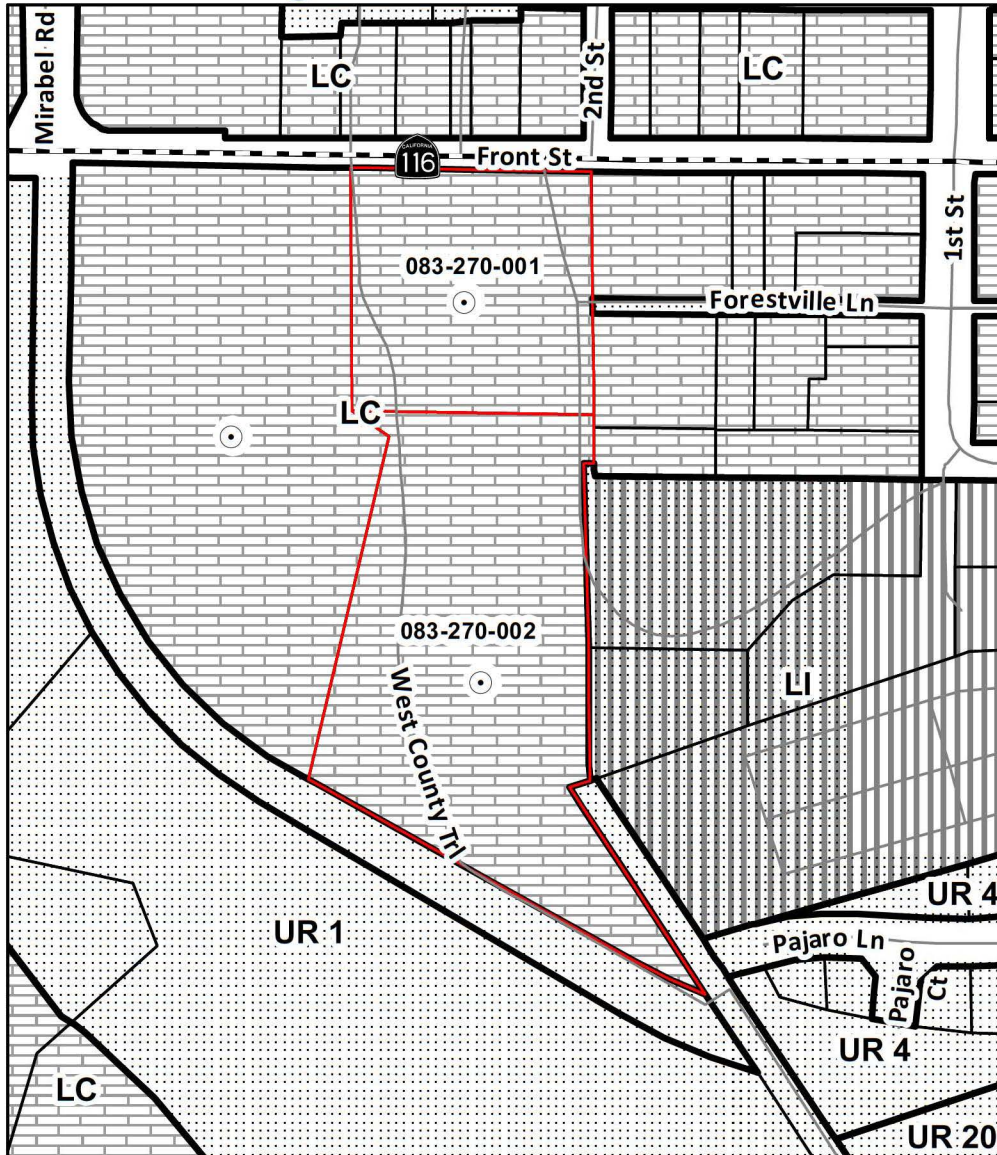 Mirabel Rd
LC
2nd St
LC
CALIFORNIA
116
Front St
1st St
083-270-001
Forestville Ln
LC
083-270-002
West County Trl
LI
UR 4
UR 1
Pajaro Ln
Pajaro
Ct
UR 4
LC
UR 20